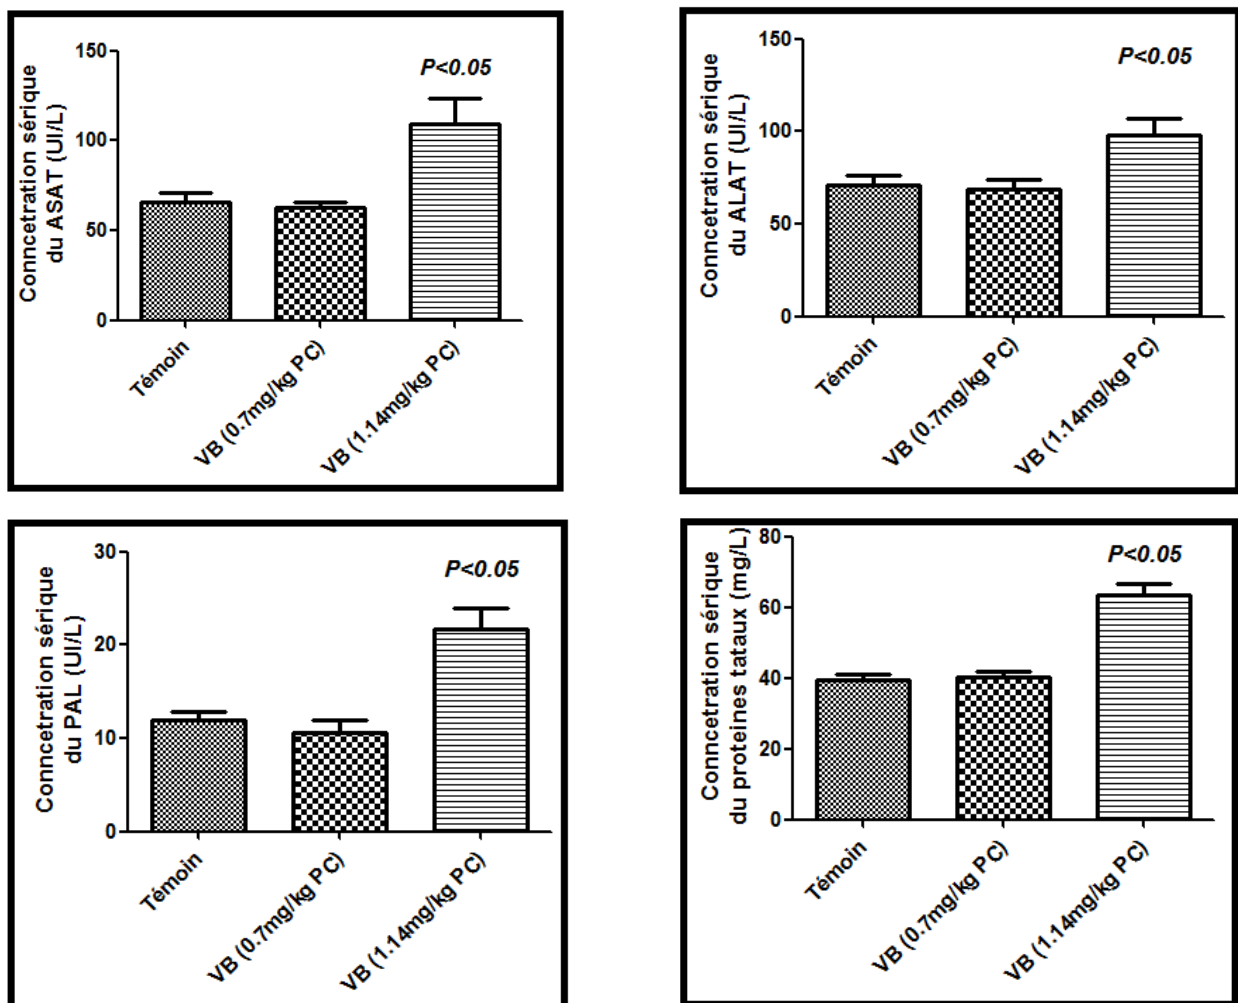 Conncetration sérique
du ASAT (UI/L)
150
100
50
0
P<0.05
Témoin
VB (0.7mg/kg PC)
VB (1.14mg/kg PC)
Conncetration sérique
du ALAT (UI/L)
150
100
50
0
P<0.05
Témoin
VB (0.7mg/kg PC)
VB (1.14mg/kg PC)
Conncetration sérique
du PAL (UI/L)
30
20
10
0
P<0.05
Témoin
VB (0.7mg/kg PC)
VB (1.14mg/kg PC)
Conncetration sérique
du proteines tataux (mg/L)
80
60
40
20
0
P<0.05
Témoin
VB (0.7mg/kg PC)
VB (1.14mg/kg PC)